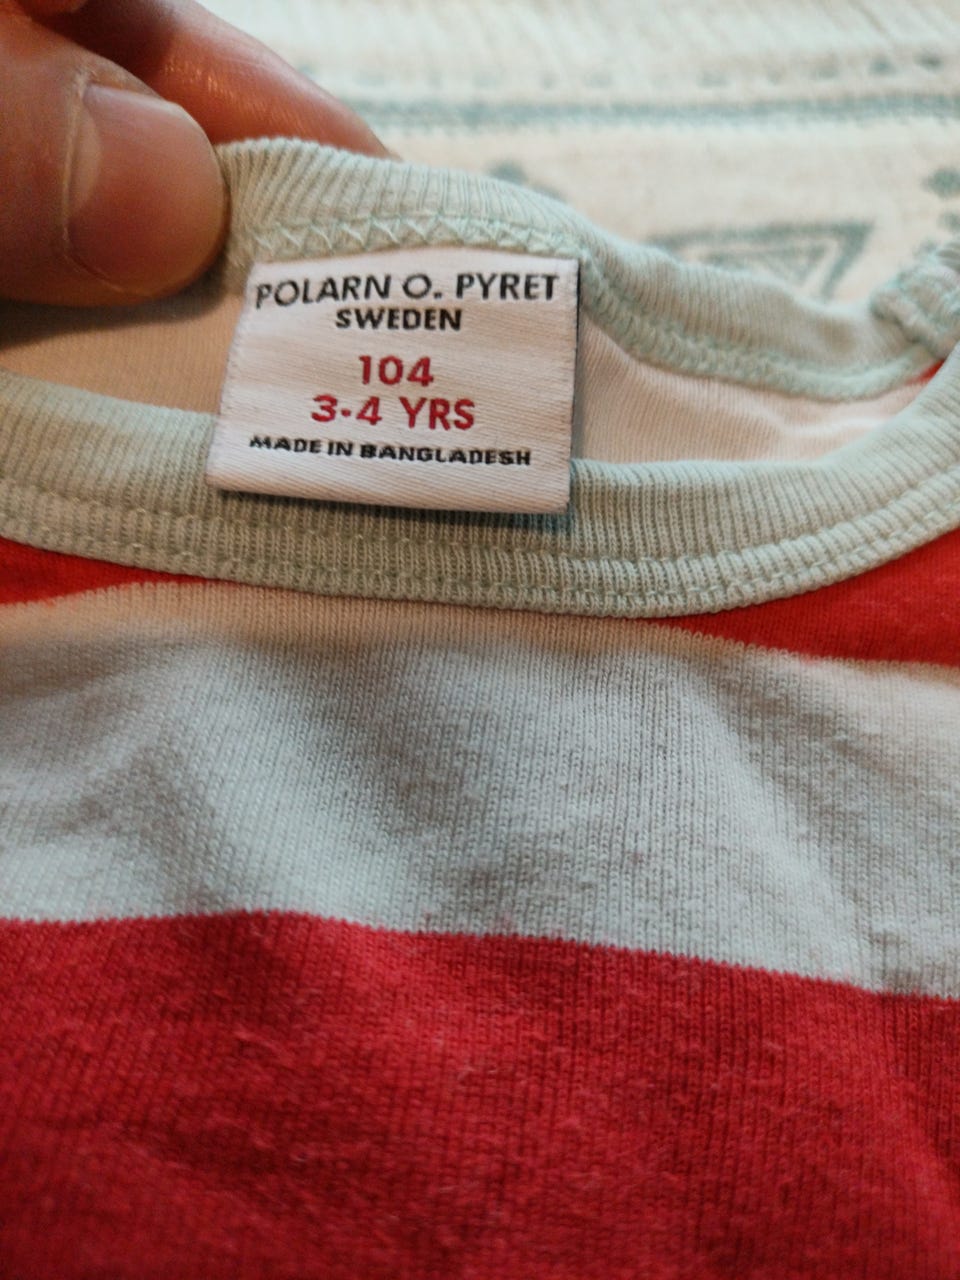 POLARN O. PYRET
SWEDEN
104
3-4 YRS
MADE IN BANGLADESH